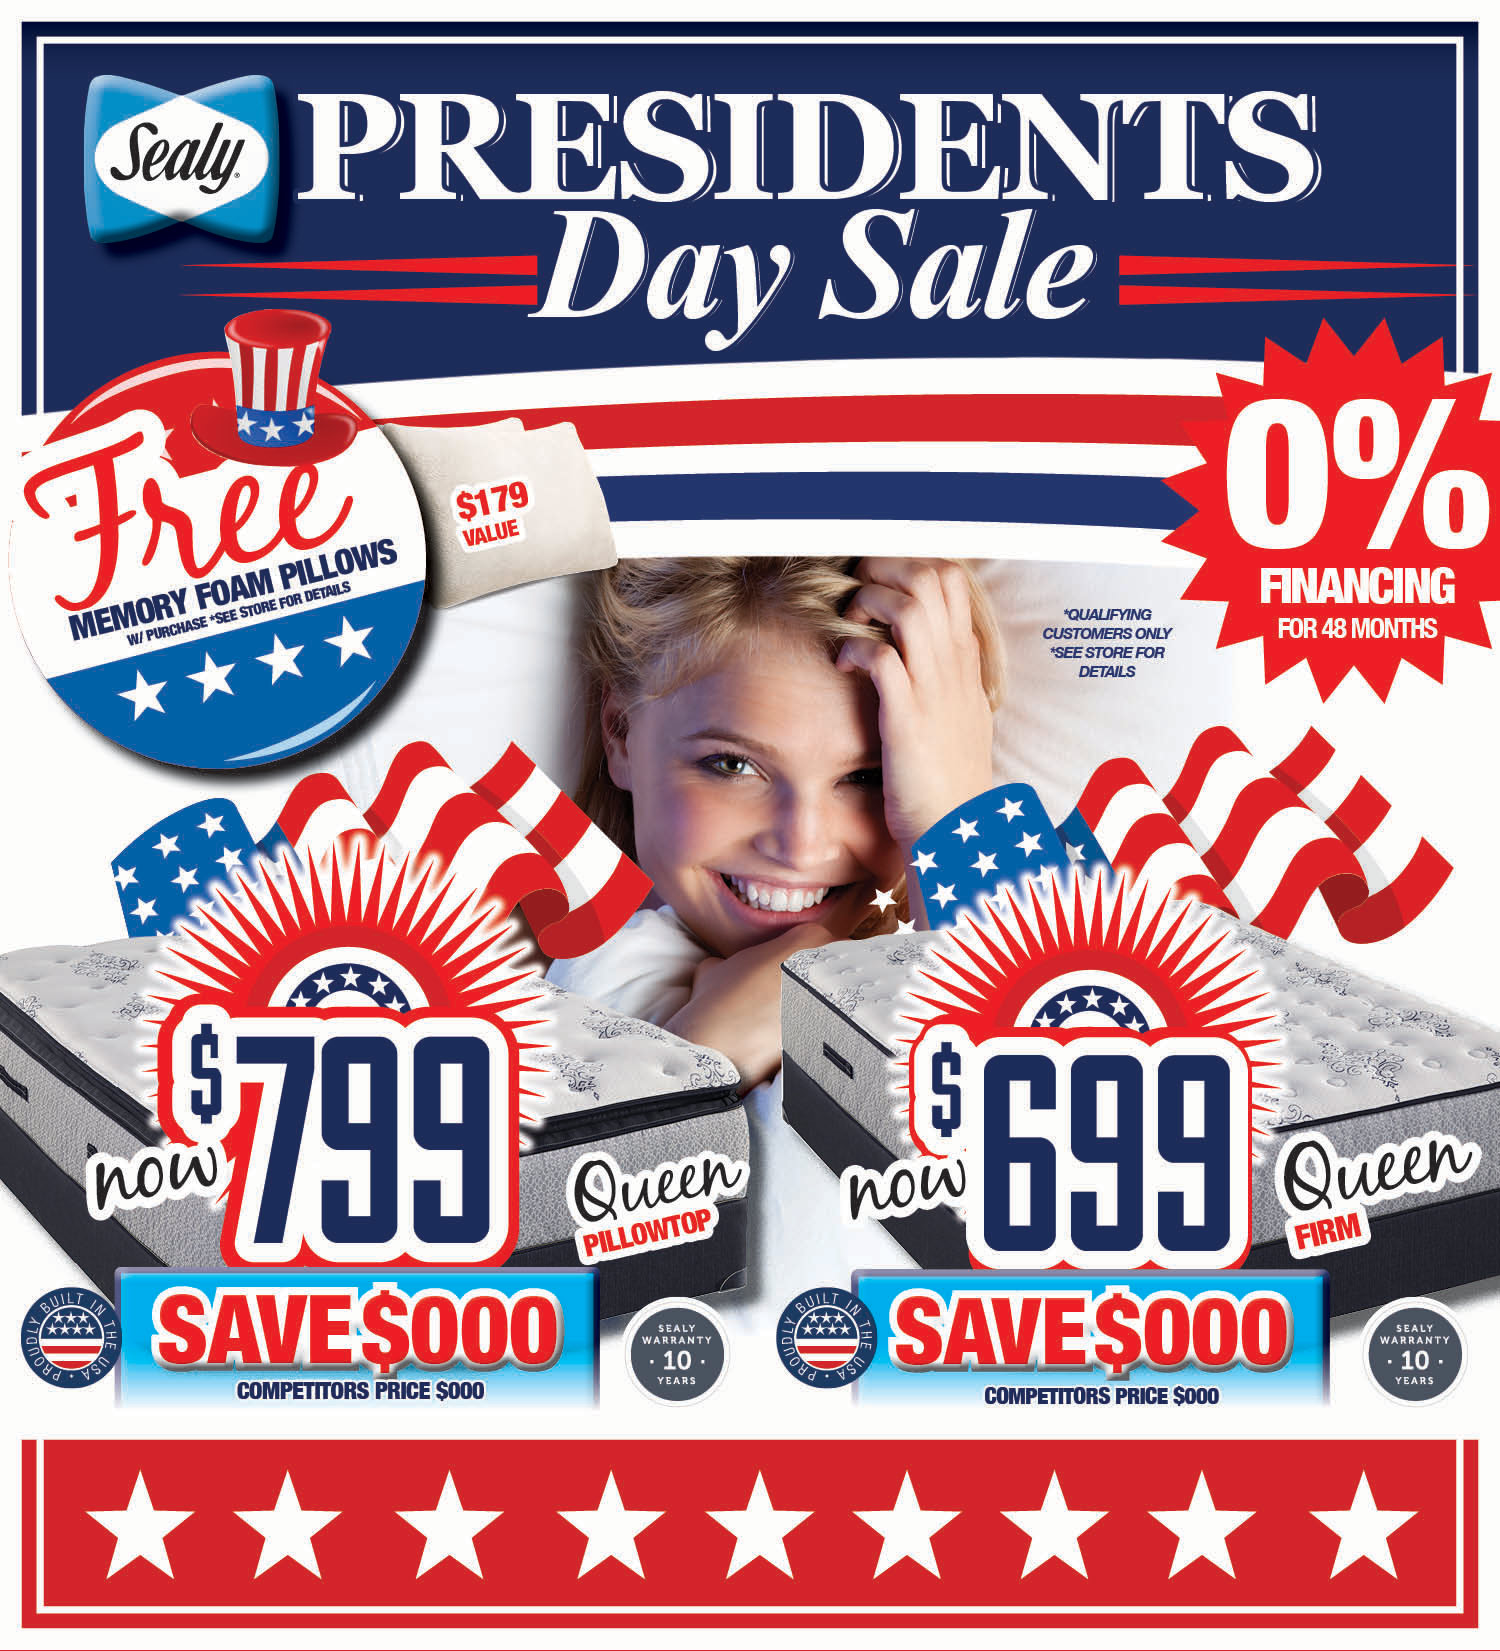 Sealy®
PRESIDENTS
Day Sale
Free
MEMORY FOAM PILLOWS
W/ PURCHASE *SEE STORE FOR DETAILS
$179
VALUE
0%
FINANCING
FOR 48 MONTHS
*QUALIFYING
CUSTOMERS ONLY
*SEE STORE FOR
DETAILS
now $799
Queen
PILLOWTOP
SAVE $000
COMPETITORS PRICE $000
PROUDLY BUILT IN THE USA
SEALY
WARRANTY
· 10 ·
YEARS
now $699
Queen
FIRM
SAVE $000
COMPETITORS PRICE $000
PROUDLY BUILT IN THE USA
SEALY
WARRANTY
· 10 ·
YEARS